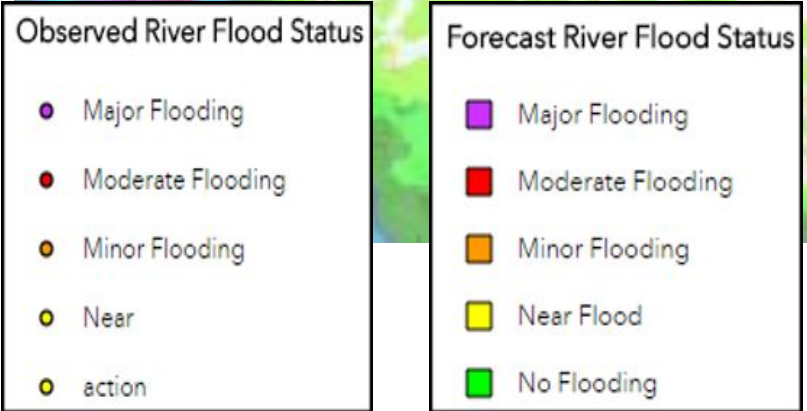 Observed River Flood Status
Major Flooding
Moderate Flooding
Minor Flooding
Near
action
Forecast River Flood Status
Major Flooding
Moderate Flooding
Minor Flooding
Near Flood
No Flooding